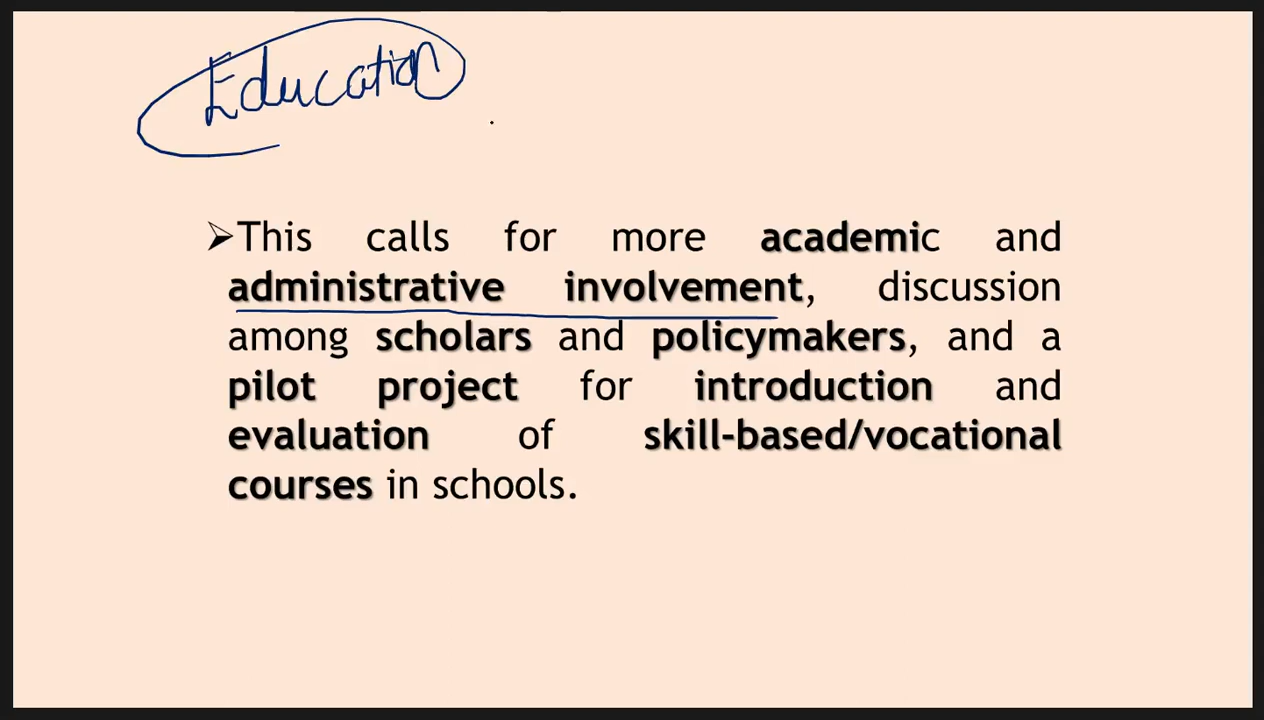 Education
➢This calls for more academic and
administrative involvement, discussion
among scholars and policymakers, and a
pilot project for introduction and
evaluation of skill-based/vocational
courses in schools.